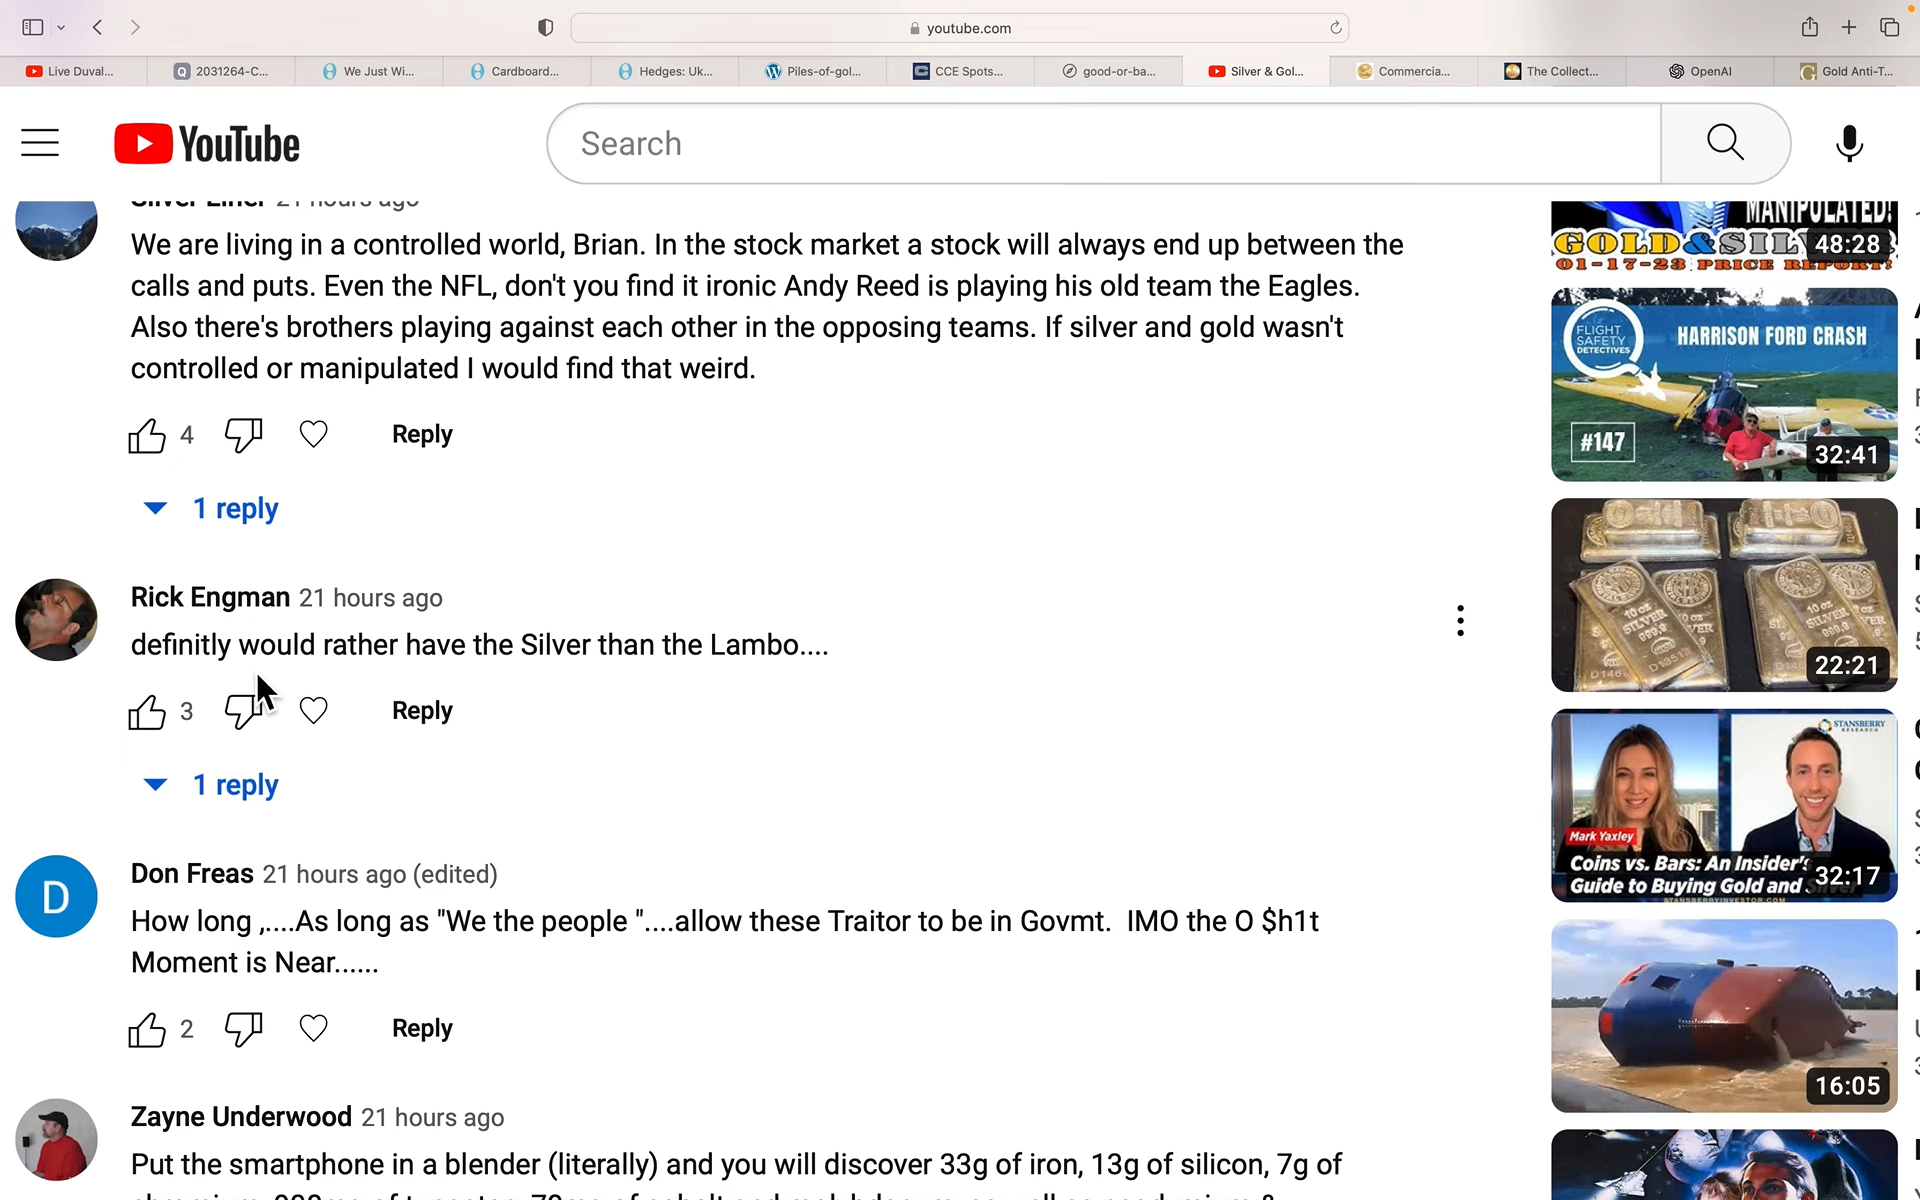 youtube.com
Live Duval...
2031264-C...
We Just Wi...
Cardboard...
Hedges: Uk...
Piles-of-gol...
CCE Spots...
good-or-ba...
Silver & Gol...
Commercia...
The Collect...
OpenAI
Gold Anti-T...
YouTube
Search
Silver Liner 21 hours ago
We are living in a controlled world, Brian. In the stock market a stock will always end up between the
calls and puts. Even the NFL, don't you find it ironic Andy Reed is playing his old team the Eagles.
Also there's brothers playing against each other in the opposing teams. If silver and gold wasn't
controlled or manipulated I would find that weird.
4 Reply
1 reply
Rick Engman 21 hours ago
definitly would rather have the Silver than the Lambo....
3 Reply
1 reply
Don Freas 21 hours ago (edited)
How long ,....As long as "We the people "....allow these Traitor to be in Govmt.  IMO the O $h1t
Moment is Near......
2 Reply
Zayne Underwood 21 hours ago
Put the smartphone in a blender (literally) and you will discover 33g of iron, 13g of silicon, 7g of
MANIPULATED!
GOLD&SIL
01-17-23 PRICE REPORT!
48:28
FLIGHT
SAFETY
DETECTIVES
HARRISON FORD CRASH
#147
32:41
10 oz
SILVER
999.9
22:21
STANSBERRY
RESEARCH
Mark Yaxley
Coins vs. Bars: An Insider's
Guide to Buying Gold and
STANSBERRYINVESTOR.COM
32:17
16:05